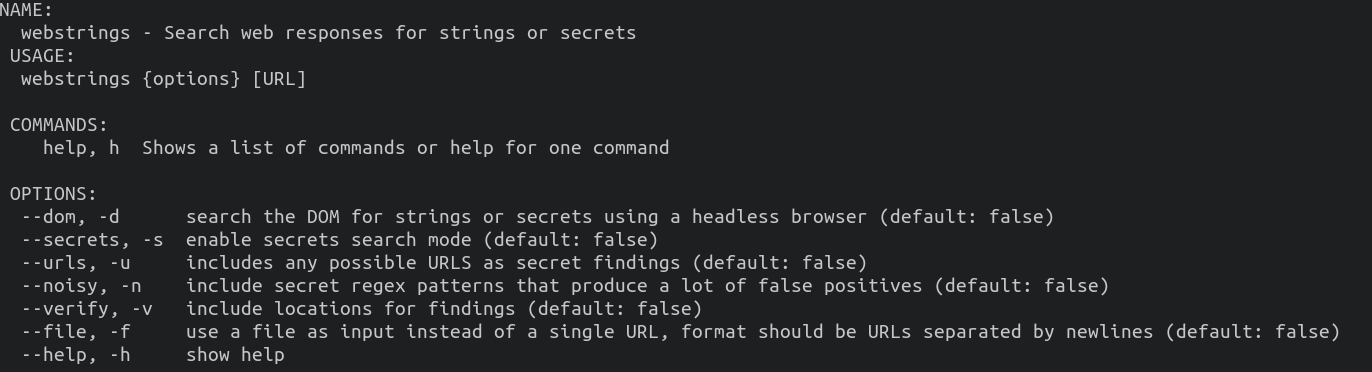 NAME:
webstrings - Search web responses for strings or secrets
USAGE:
webstrings {options} [URL]
COMMANDS:
help, h  Shows a list of commands or help for one command
OPTIONS:
--dom, -d      search the DOM for strings or secrets using a headless browser (default: false)
--secrets, -s  enable secrets search mode (default: false)
--urls, -u     includes any possible URLS as secret findings (default: false)
--noisy, -n    include secret regex patterns that produce a lot of false positives (default: false)
--verify, -v   include locations for findings (default: false)
--file, -f     use a file as input instead of a single URL, format should be URLs separated by newlines (default: false)
--help, -h     show help